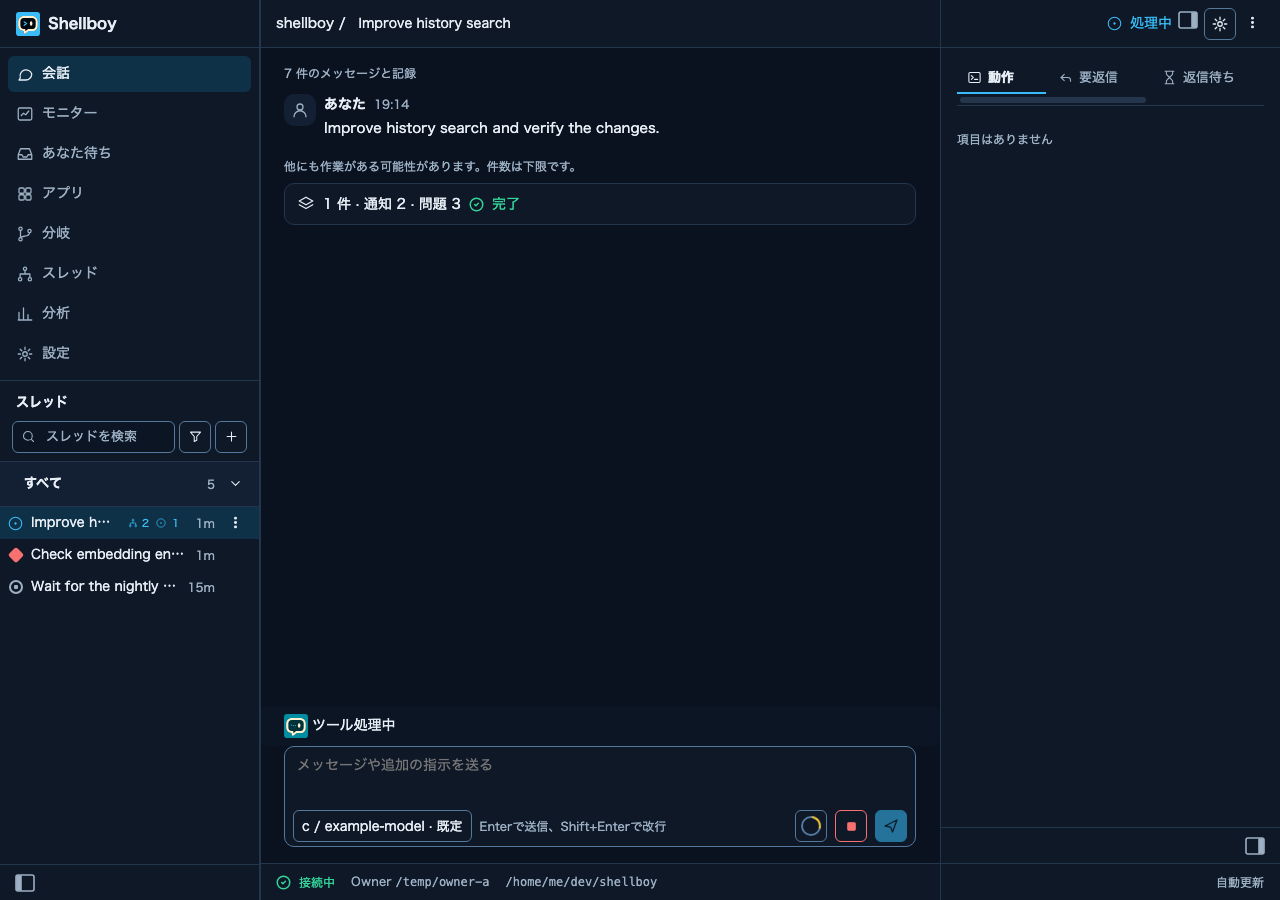 Shellboy
会話
モニター
あなた待ち
アプリ
分岐
スレッド
分析
設定
スレッド
スレッドを検索
すべて 5
Improve h… 2 1 1m
Check embedding en… 1m
Wait for the nightly … 15m
shellboy / Improve history search
処理中
7 件のメッセージと記録
あなた 19:14
Improve history search and verify the changes.
他にも作業がある可能性があります。件数は下限です。
1 件 · 通知 2 · 問題 3 完了
ツール処理中
メッセージや追加の指示を送る
c / example-model · 既定 Enterで送信、Shift+Enterで改行
接続中 Owner /temp/owner-a /home/me/dev/shellboy
動作 要返信 返信待ち
項目はありません
自動更新